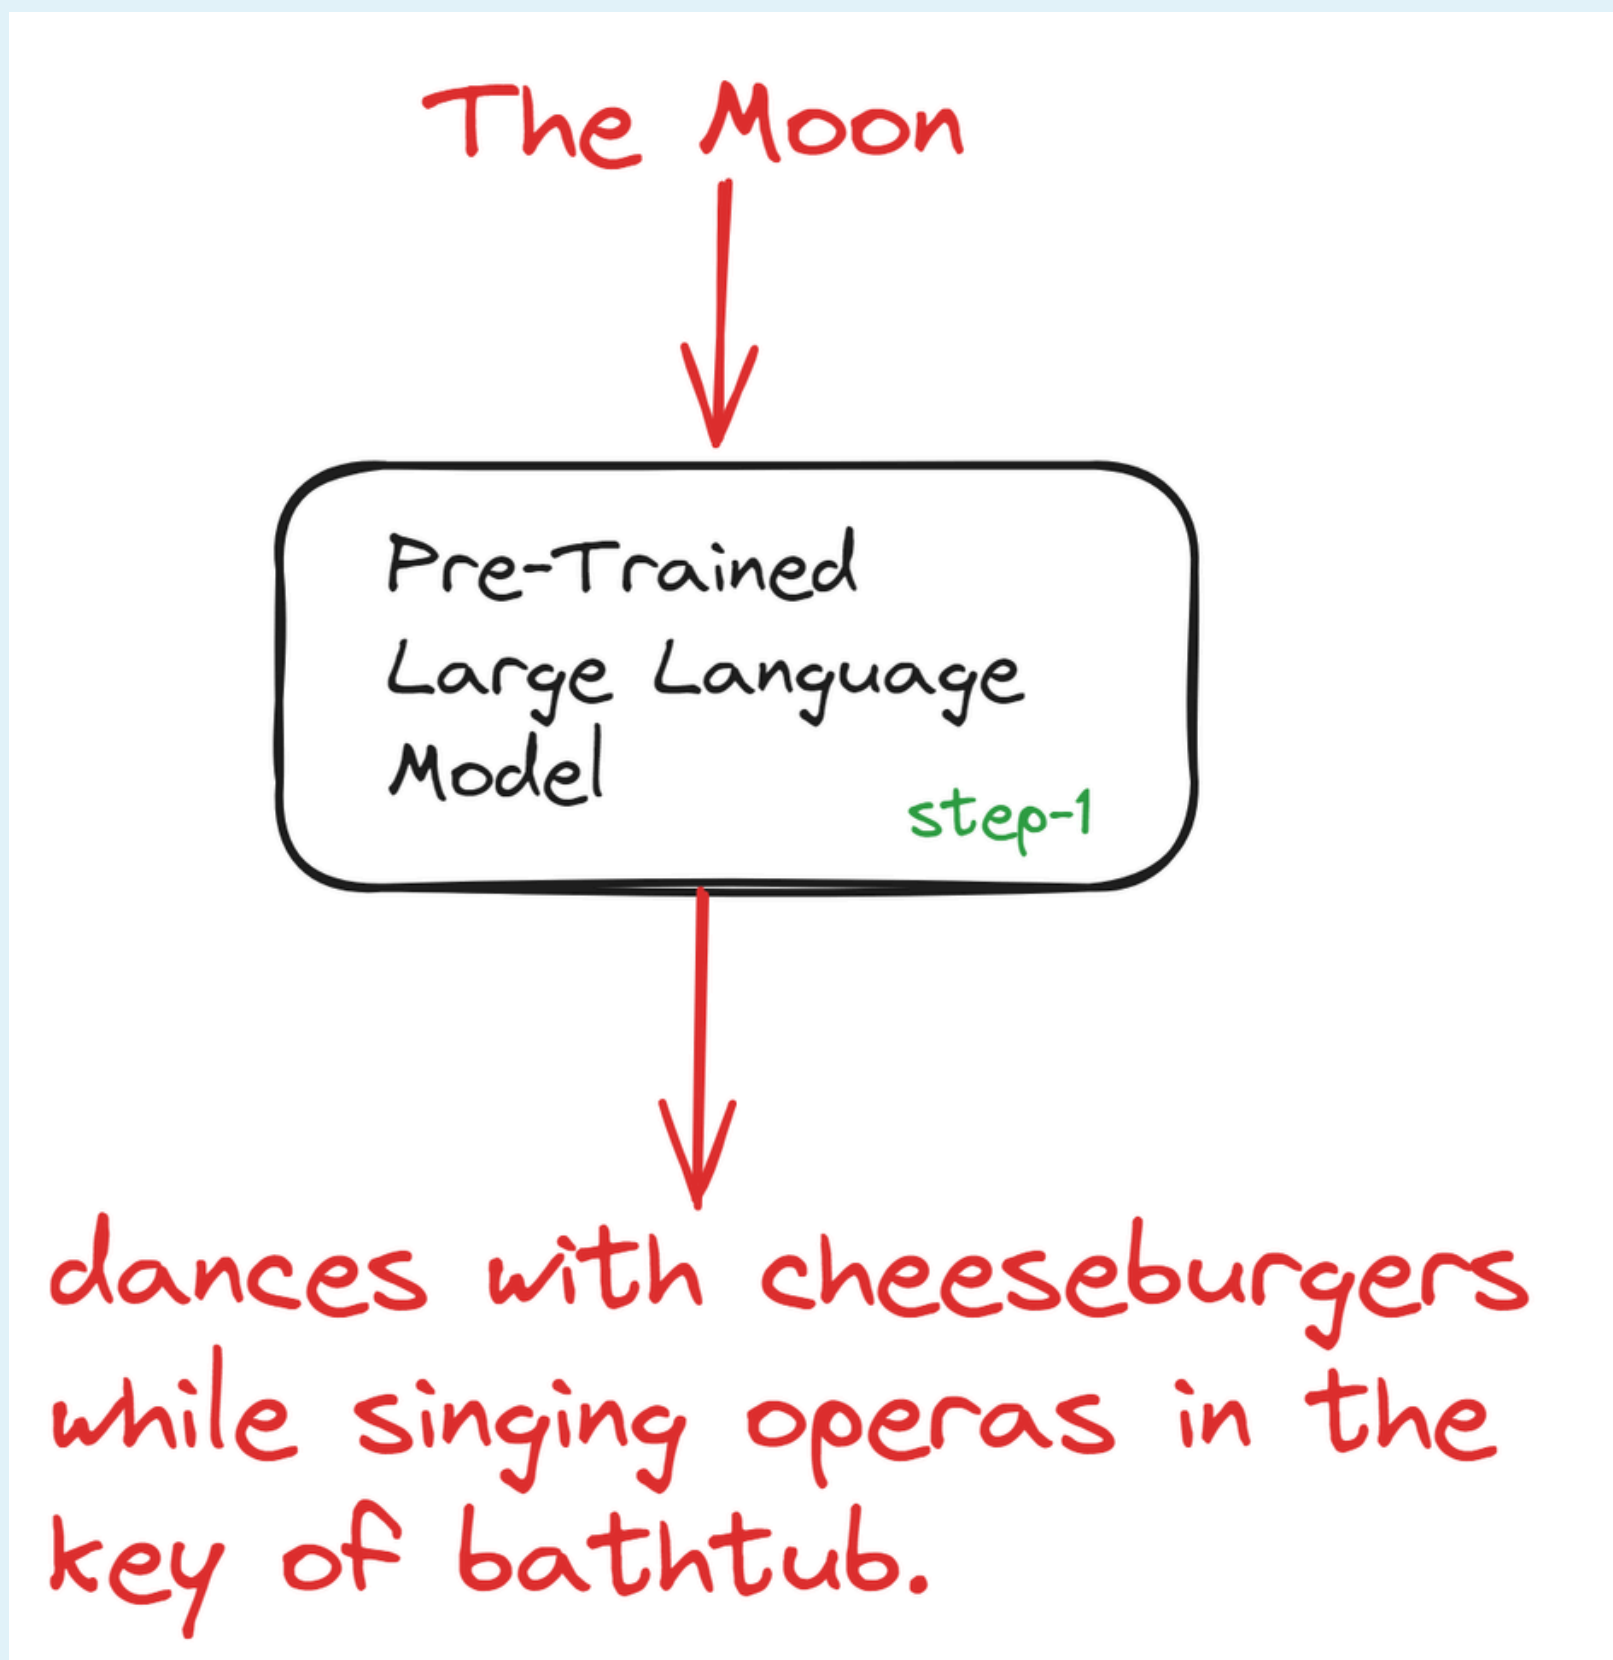 The Moon
Pre-Trained
Large Language
Model
step-1
dances with cheeseburgers
while singing operas in the
key of bathtub.